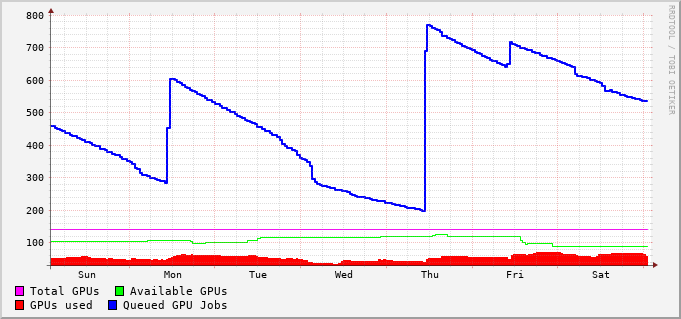 800
700
600
500
400
300
200
100
Sun Mon Tue Wed Thu Fri Sat
Total GPUs Available GPUs
GPUs used Queued GPU Jobs
RRDTOOL / TOBI OETIKER